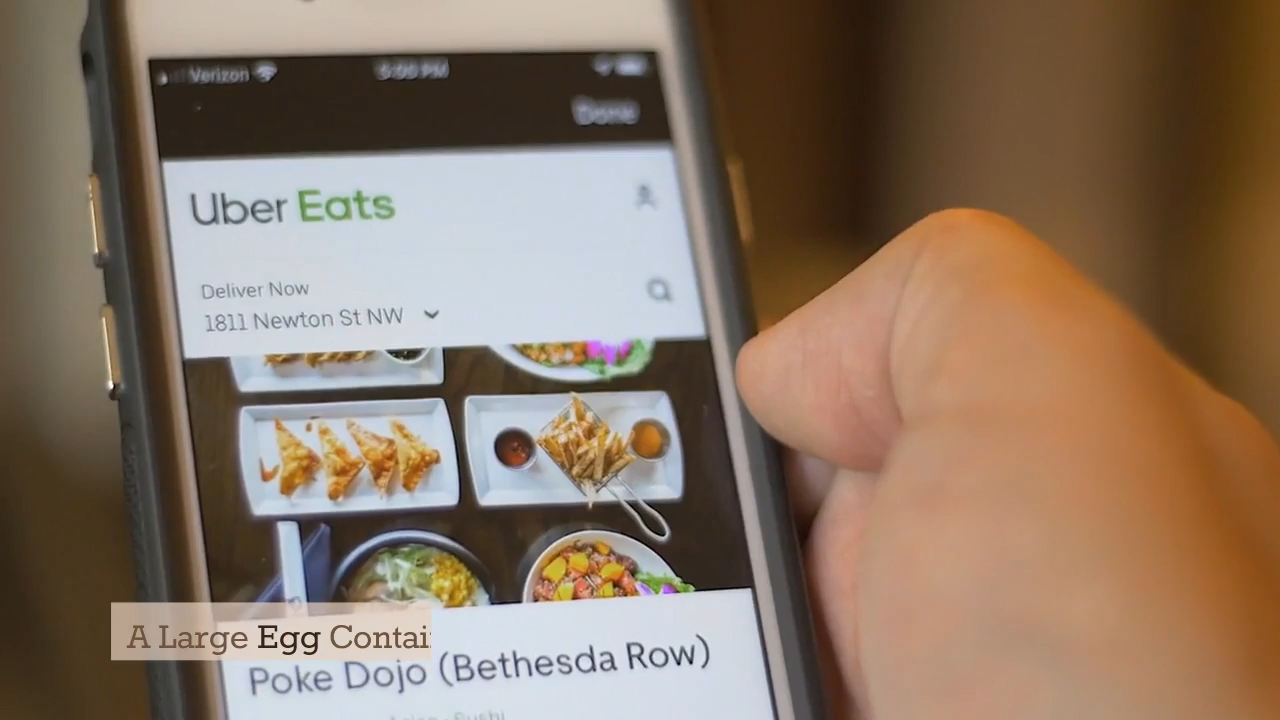 Verizon
Done
Uber Eats
Deliver Now
1811 Newton St NW
A Large Egg Contai
Poke Dojo (Bethesda Row)